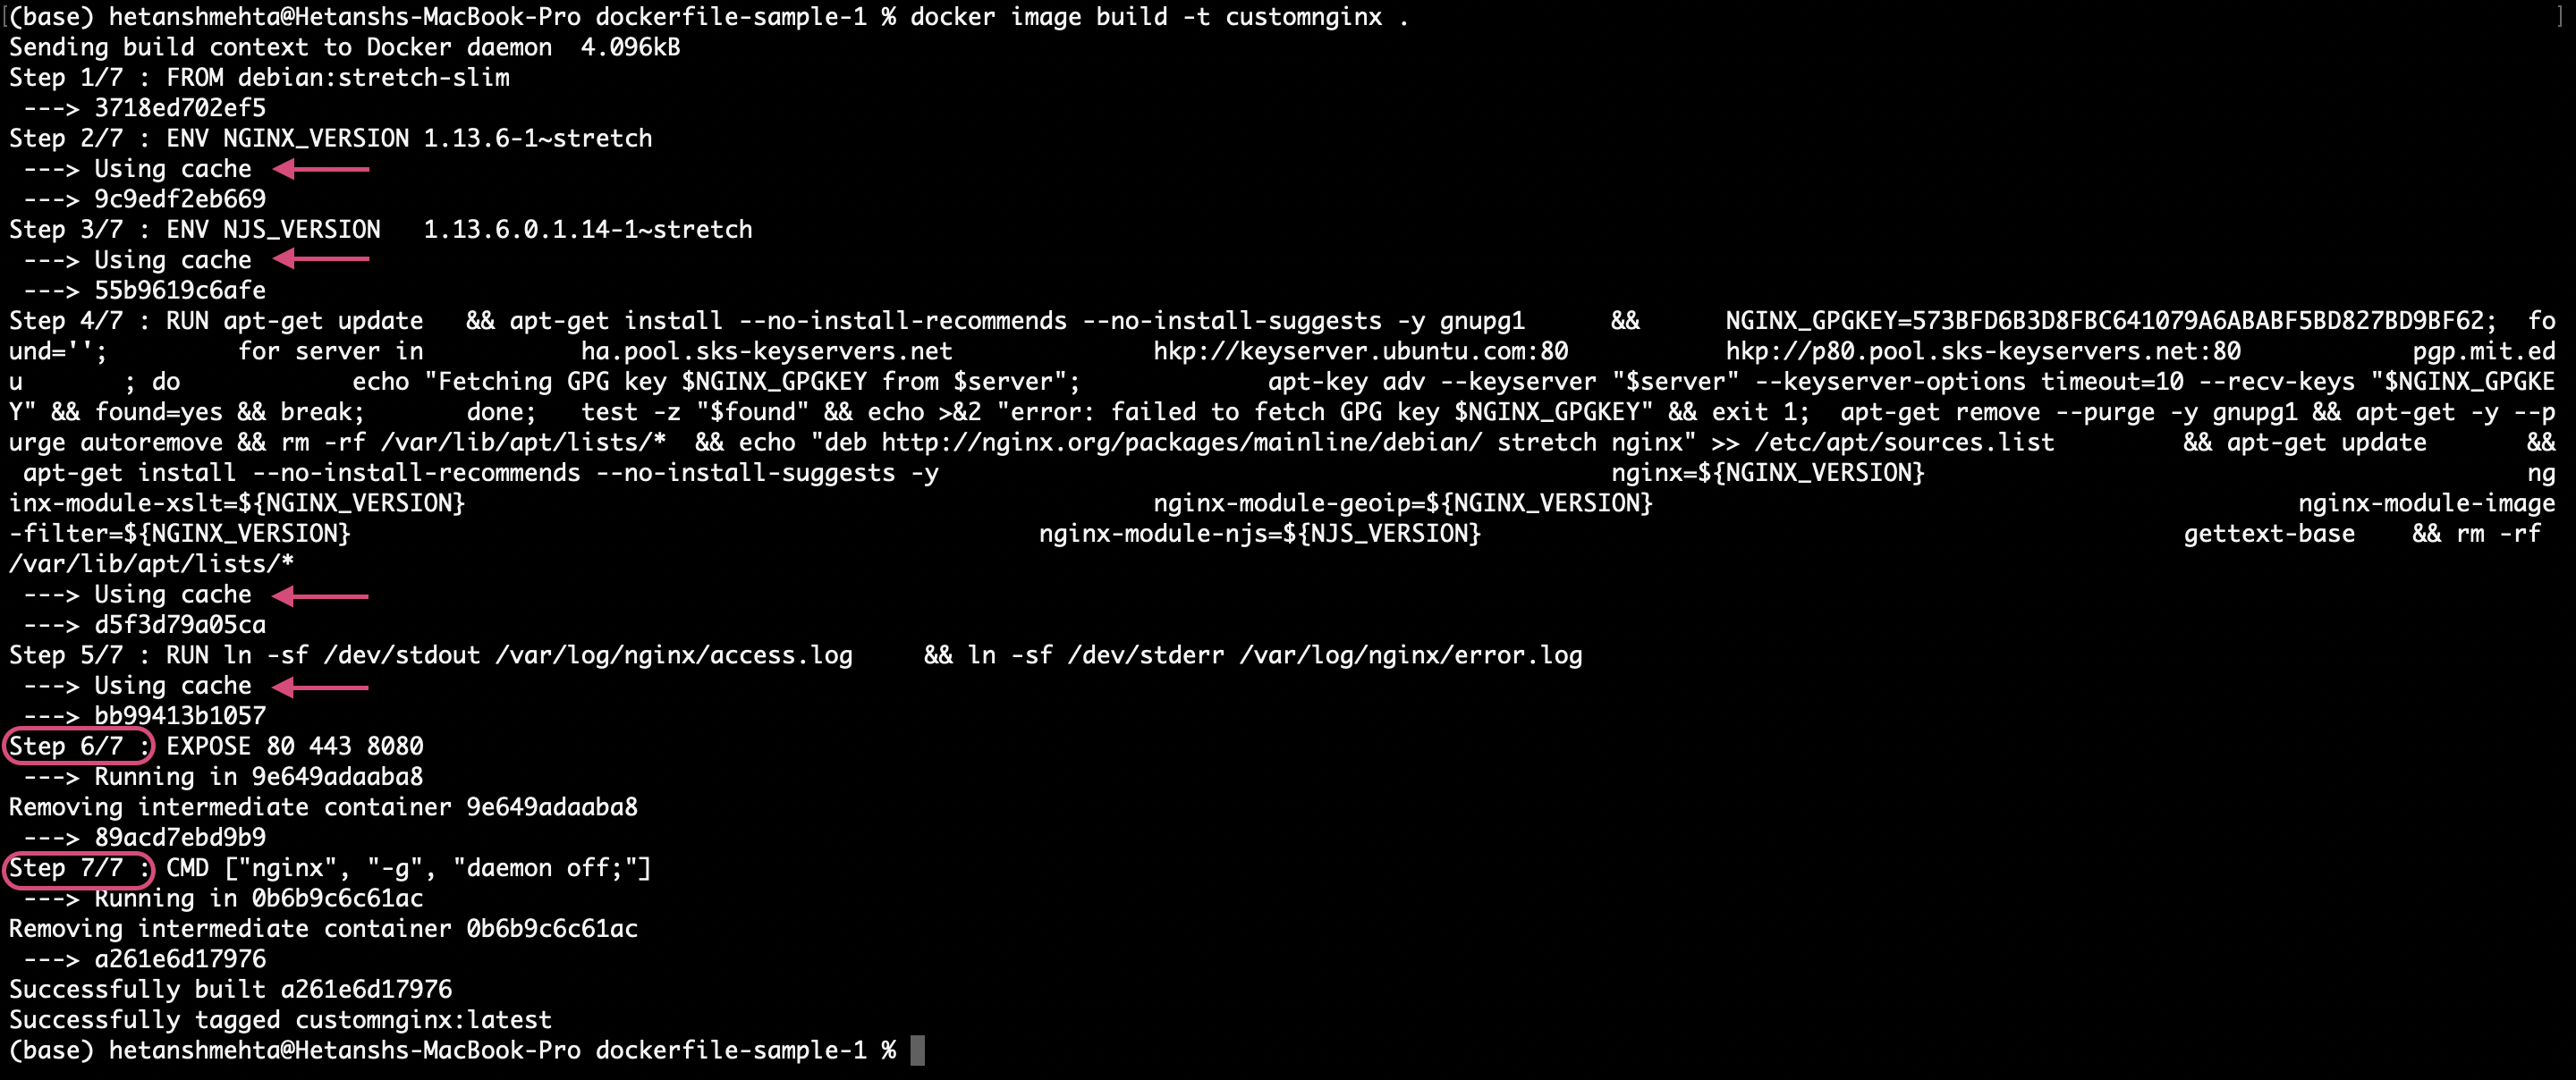 (base) hetanshmehta@Hetanshs-MacBook-Pro dockerfile-sample-1 % docker image build -t customnginx .
Sending build context to Docker daemon  4.096kB
Step 1/7 : FROM debian:stretch-slim
 ---> 3718ed702ef5
Step 2/7 : ENV NGINX_VERSION 1.13.6-1~stretch
 ---> Using cache
 ---> 9c9edf2eb669
Step 3/7 : ENV NJS_VERSION   1.13.6.0.1.14-1~stretch
 ---> Using cache
 ---> 55b9619c6afe
Step 4/7 : RUN apt-get update   && apt-get install --no-install-recommends --no-install-suggests -y gnupg1      &&      NGINX_GPGKEY=573BFD6B3D8FBC641079A6ABABF5BD827BD9BF62;  fo
und='';         for server in           ha.pool.sks-keyservers.net              hkp://keyserver.ubuntu.com:80           hkp://p80.pool.sks-keyservers.net:80            pgp.mit.ed
u       ; do            echo "Fetching GPG key $NGINX_GPGKEY from $server";             apt-key adv --keyserver "$server" --keyserver-options timeout=10 --recv-keys "$NGINX_GPGKE
Y" && found=yes && break;       done;   test -z "$found" && echo >&2 "error: failed to fetch GPG key $NGINX_GPGKEY" && exit 1;  apt-get remove --purge -y gnupg1 && apt-get -y --p
urge autoremove && rm -rf /var/lib/apt/lists/*  && echo "deb http://nginx.org/packages/mainline/debian/ stretch nginx" >> /etc/apt/sources.list         && apt-get update       &&
 apt-get install --no-install-recommends --no-install-suggests -y                                               nginx=${NGINX_VERSION}                                          ng
inx-module-xslt=${NGINX_VERSION}                                                nginx-module-geoip=${NGINX_VERSION}                                             nginx-module-image
-filter=${NGINX_VERSION}                                                nginx-module-njs=${NJS_VERSION}                                                 gettext-base    && rm -rf
/var/lib/apt/lists/*
 ---> Using cache
 ---> d5f3d79a05ca
Step 5/7 : RUN ln -sf /dev/stdout /var/log/nginx/access.log     && ln -sf /dev/stderr /var/log/nginx/error.log
 ---> Using cache
 ---> bb99413b1057
Step 6/7 : EXPOSE 80 443 8080
 ---> Running in 9e649adaaba8
Removing intermediate container 9e649adaaba8
 ---> 89acd7ebd9b9
Step 7/7 : CMD ["nginx", "-g", "daemon off;"]
 ---> Running in 0b6b9c6c61ac
Removing intermediate container 0b6b9c6c61ac
 ---> a261e6d17976
Successfully built a261e6d17976
Successfully tagged customnginx:latest
(base) hetanshmehta@Hetanshs-MacBook-Pro dockerfile-sample-1 %